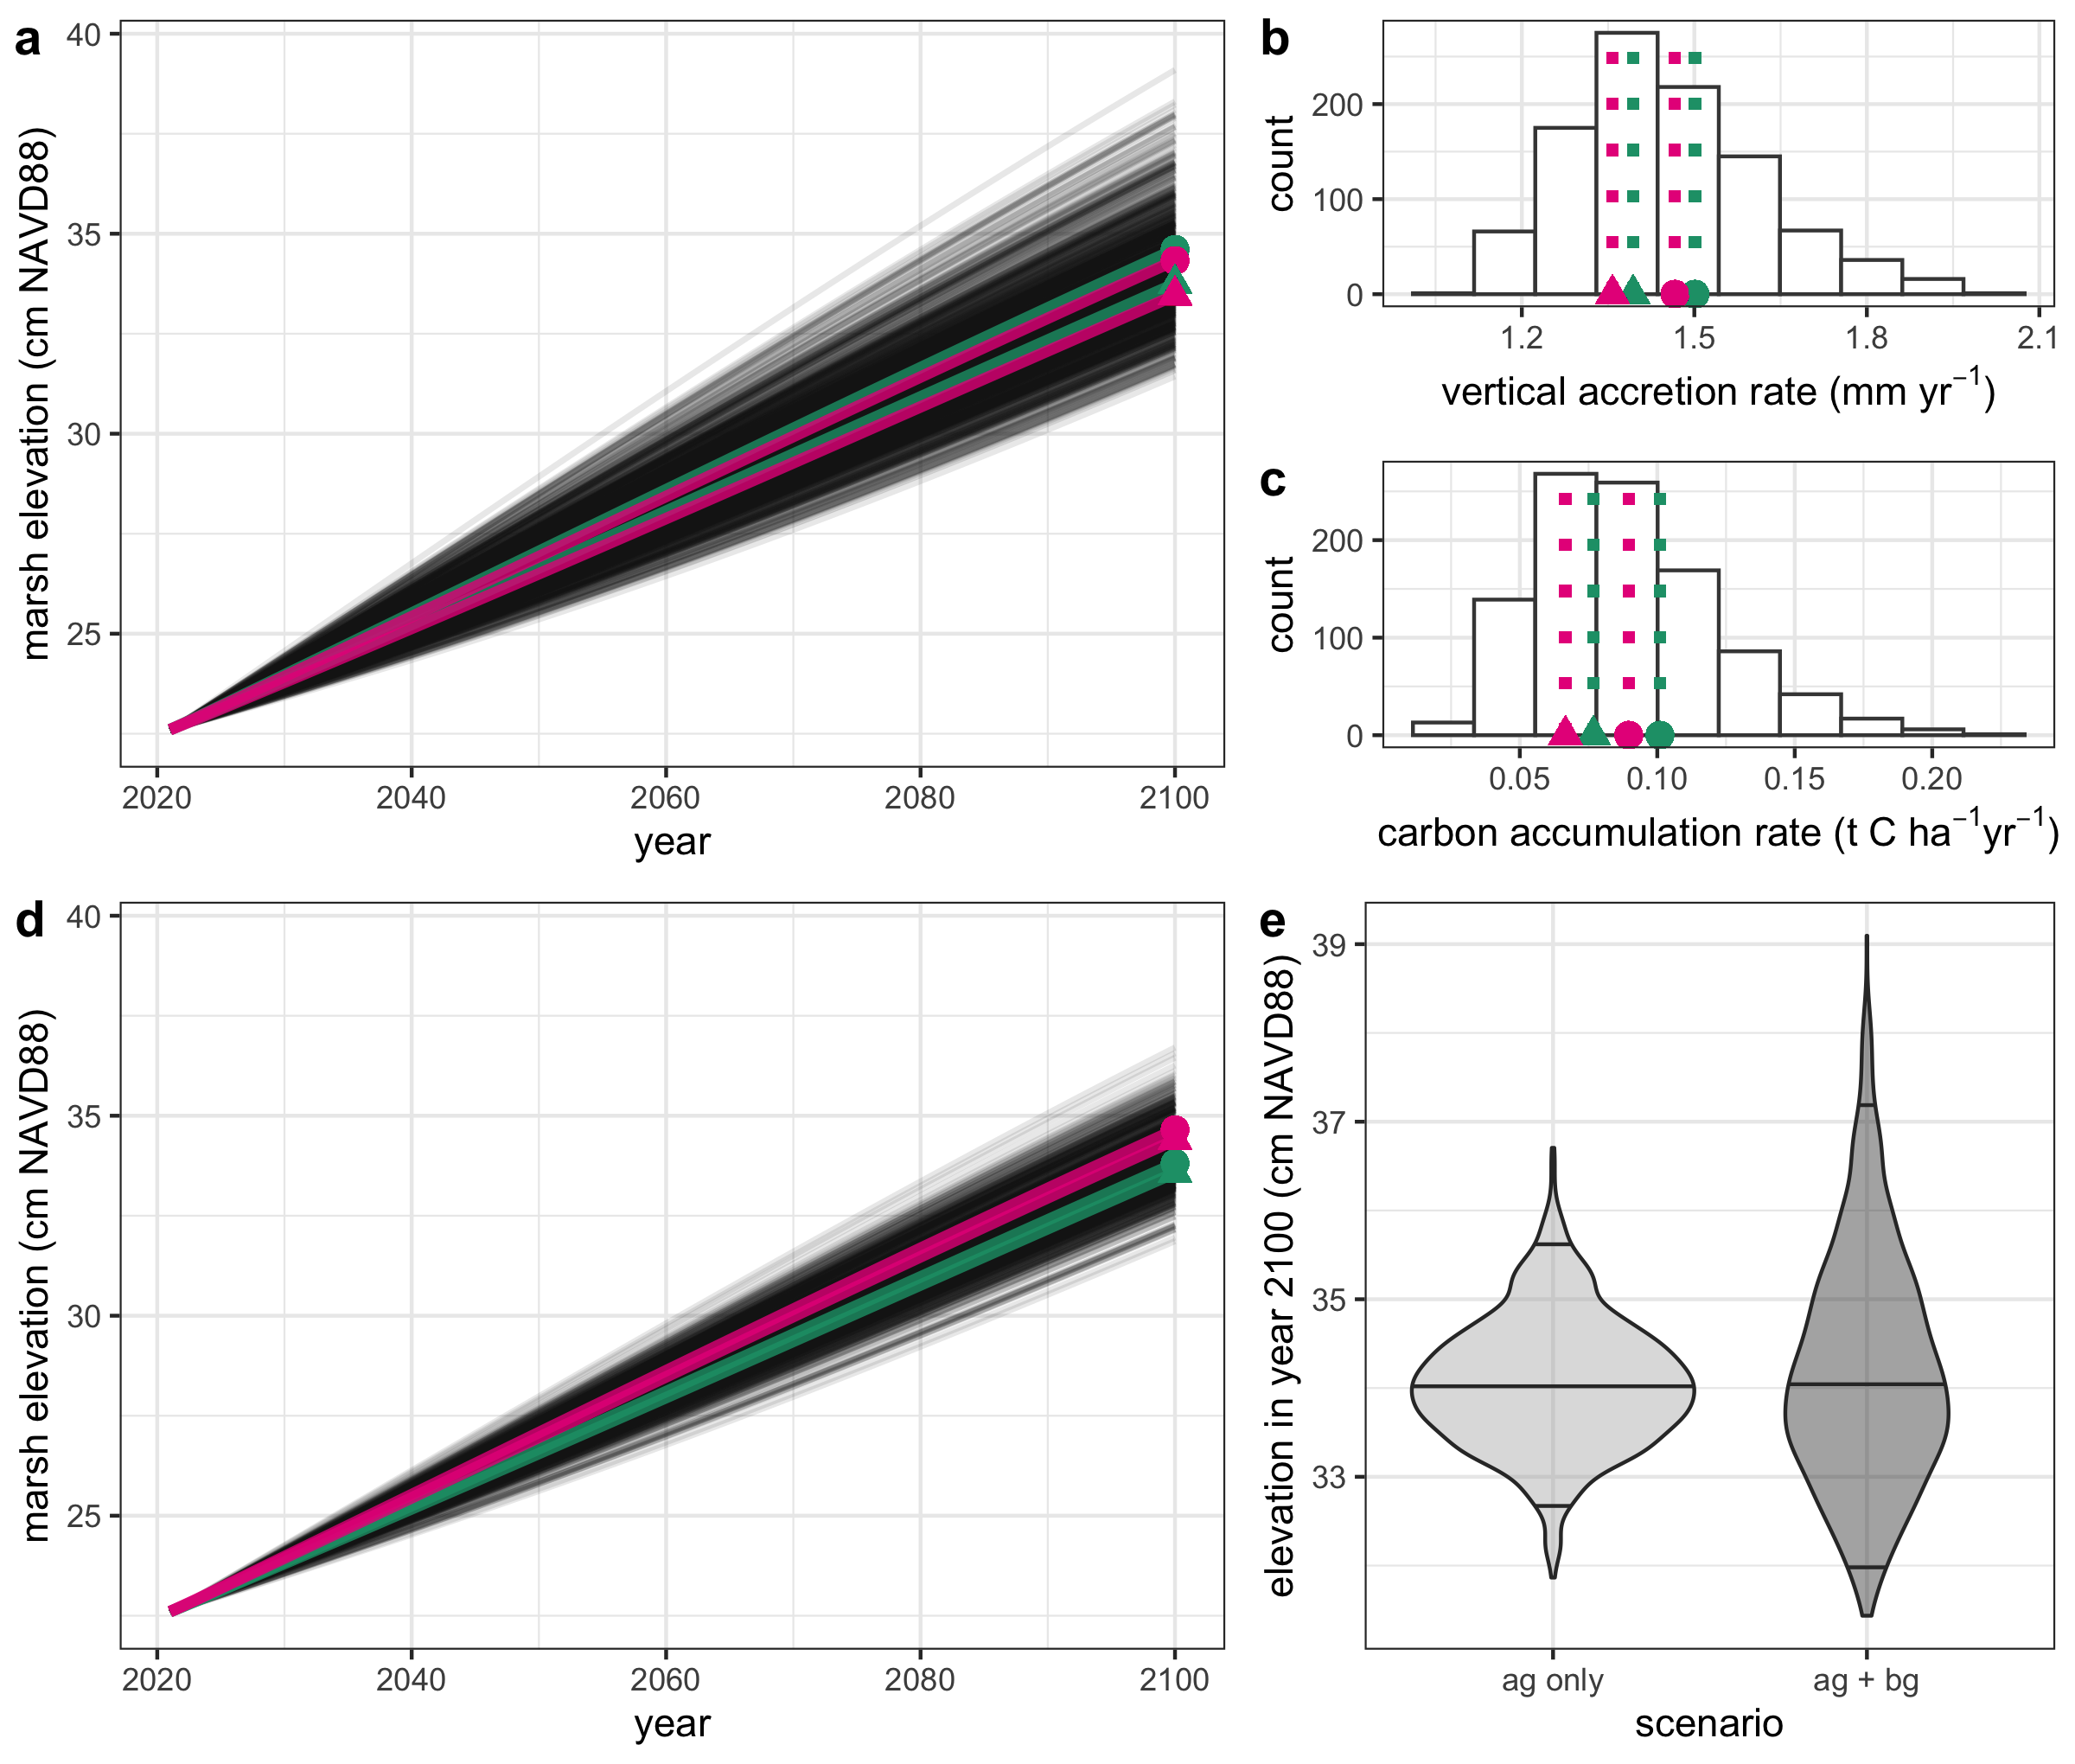 a
marsh elevation (cm NAVD88)
40
35
30
25
2020 2040 2060 2080 2100
year
b
count
200
100
0
1.2 1.5 1.8 2.1
vertical accretion rate (mm yr⁻¹)
c
count
200
100
0
0.05 0.10 0.15 0.20
carbon accumulation rate (t C ha⁻¹yr⁻¹)
d
marsh elevation (cm NAVD88)
40
35
30
25
2020 2040 2060 2080 2100
year
e
elevation in year 2100 (cm NAVD88)
39
37
35
33
ag only ag + bg
scenario